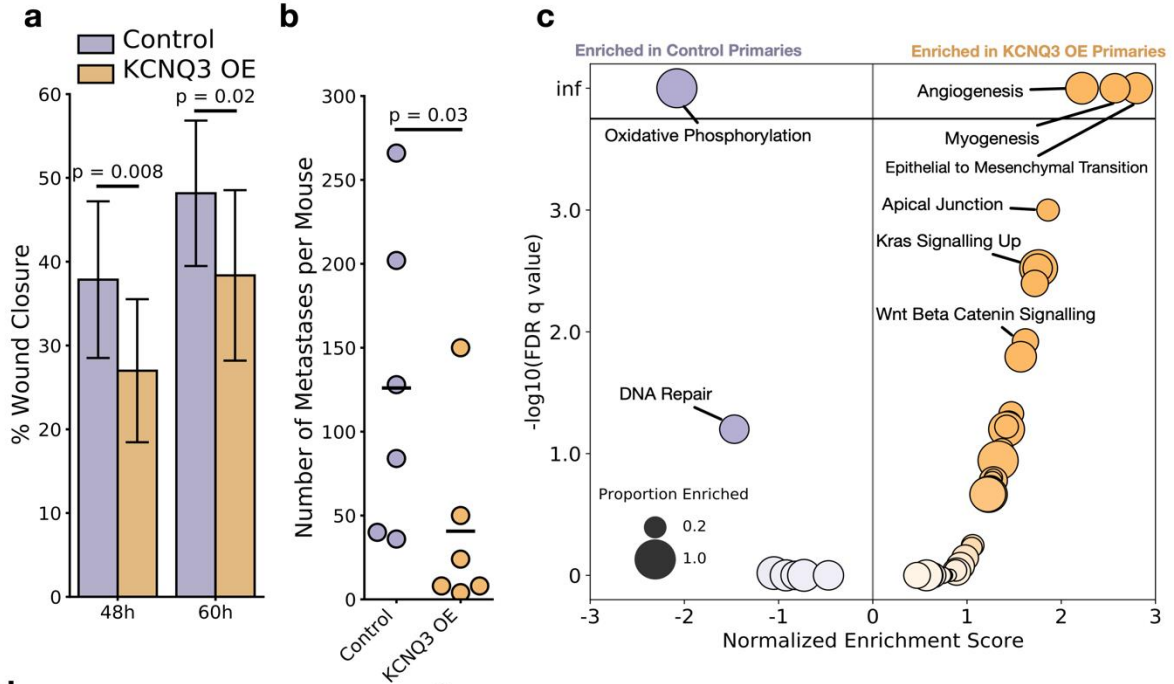 a
Control
KCNQ3 OE
p = 0.02
p = 0.008
% Wound Closure
60
50
40
30
20
10
0
48h
60h
b
p = 0.03
Number of Metastases per Mouse
300
250
200
150
100
50
0
Control
KCNQ3 OE
c
Enriched in Control Primaries
Enriched in KCNQ3 OE Primaries
inf
3.0
2.0
1.0
0
-log10(FDR q value)
Oxidative Phosphorylation
Angiogenesis
Myogenesis
Epithelial to Mesenchymal Transition
Apical Junction
Kras Signalling Up
Wnt Beta Catenin Signalling
DNA Repair
Proportion Enriched
0.2
1.0
-3
-2
-1
0
1
2
3
Normalized Enrichment Score